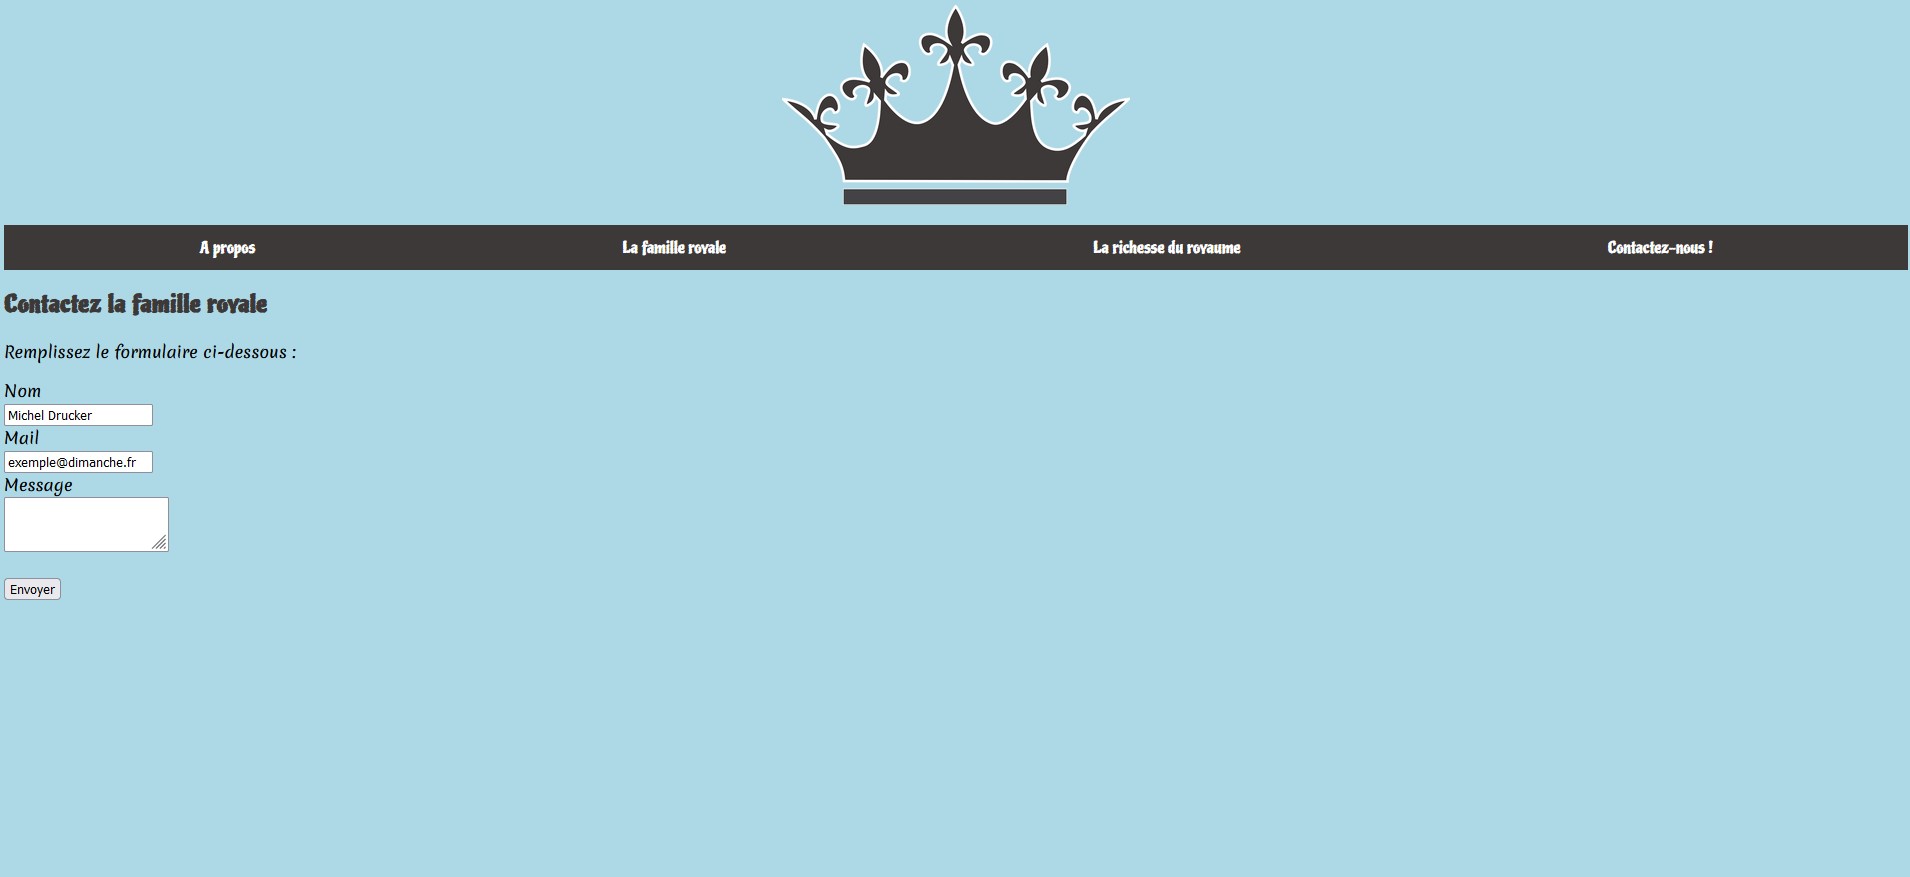 A propos La famille royale La richesse du royaume Contactez-nous !
Contactez la famille royale
Remplissez le formulaire ci-dessous :
Nom
Michel Drucker
Mail
exemple@dimanche.fr
Message
Envoyer